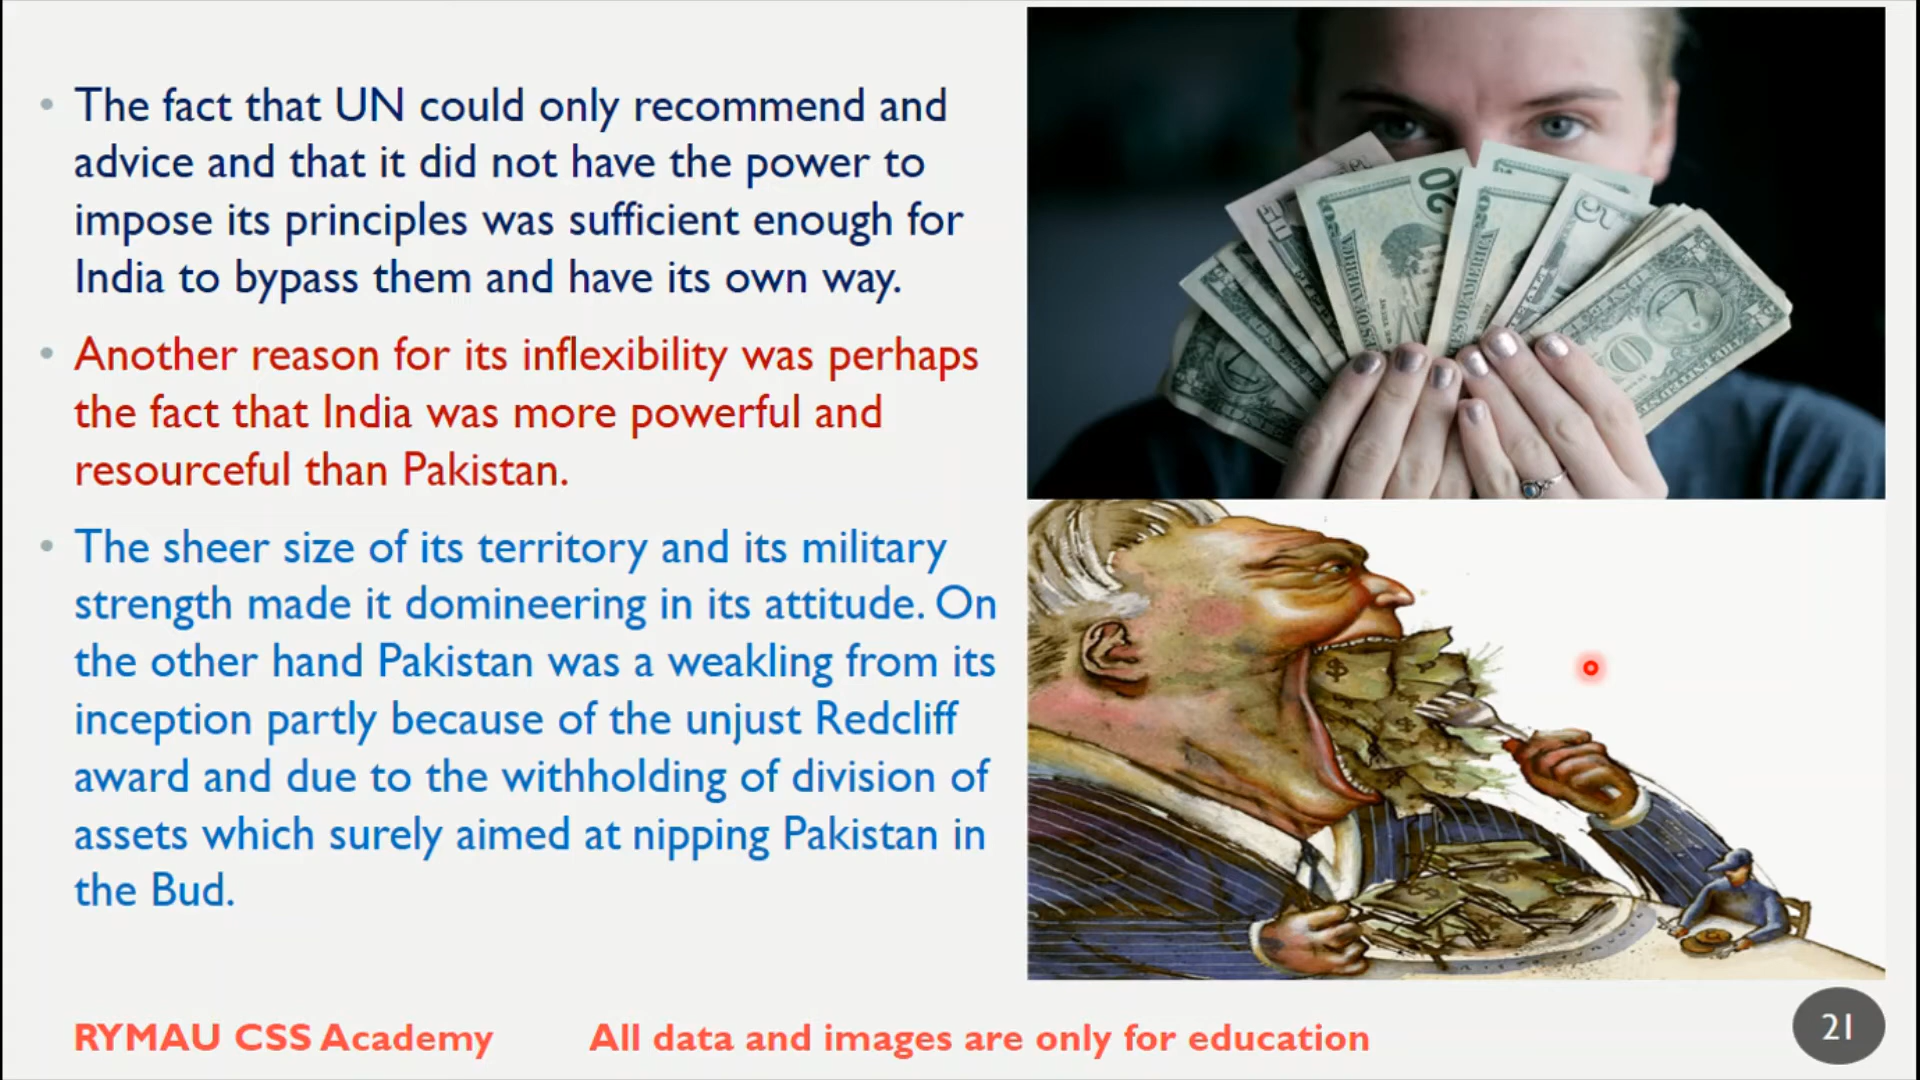 The fact that UN could only recommend and
advice and that it did not have the power to
impose its principles was sufficient enough for
India to bypass them and have its own way.
Another reason for its inflexibility was perhaps
the fact that India was more powerful and
resourceful than Pakistan.
The sheer size of its territory and its military
strength made it domineering in its attitude. On
the other hand Pakistan was a weakling from its
inception partly because of the unjust Redcliff
award and due to the withholding of division of
assets which surely aimed at nipping Pakistan in
the Bud.
20
50
5
RYMAU CSS Academy All data and images are only for education
21